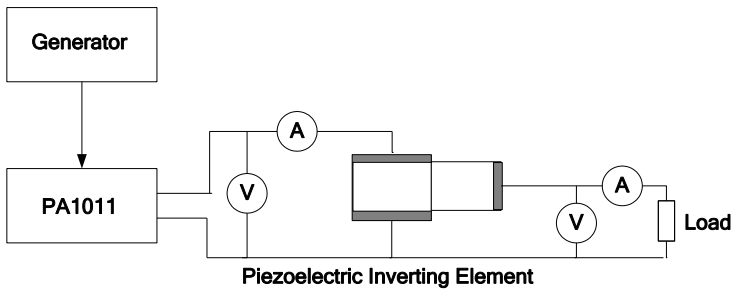 Generator
A
A
PA1011
V
V
Load
Piezoelectric Inverting Element